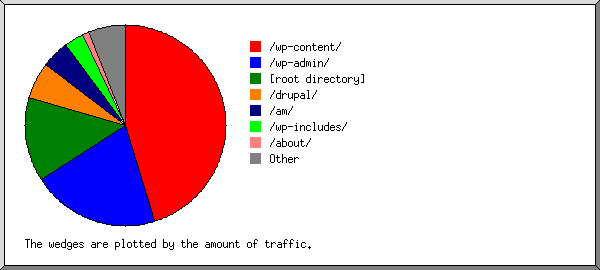 /wp-content/
/wp-admin/
[root directory]
/drupal/
/am/
/wp-includes/
/about/
Other
The wedges are plotted by the amount of traffic.